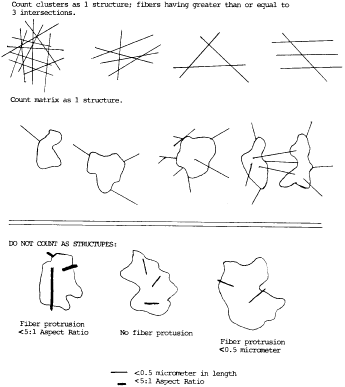 Count clusters as 1 structure; fibers having greater than or equal to
3 intersections.
Count matrix as 1 structure.
DO NOT COUNT AS STRUCTUPES:
Fiber protrusion
<5:1 Aspect Ratio
No fiber protusion
Fiber protrusion
<0.5 micrometer
<0.5 micrometer in length
<5:1 Aspect Ratio